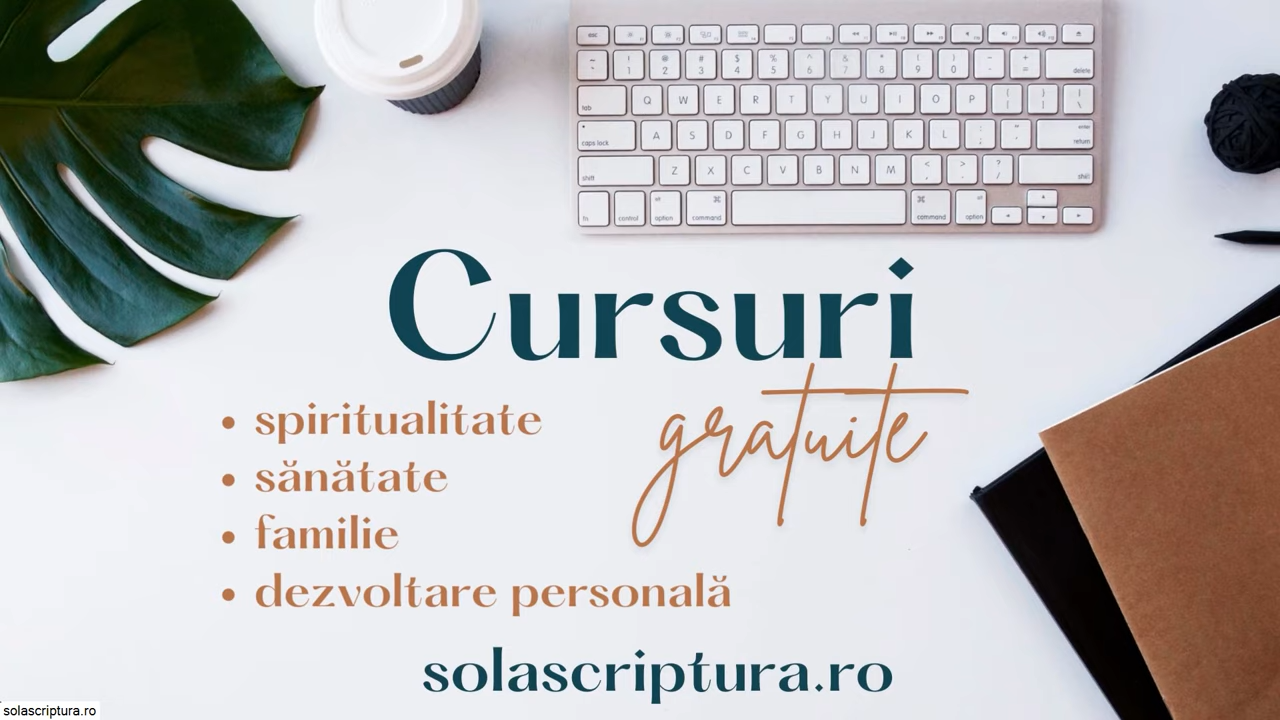 Cursuri
gratuite
• spiritualitate
• sănătate
• familie
• dezvoltare personală
solascriptura.ro
solascriptura.ro